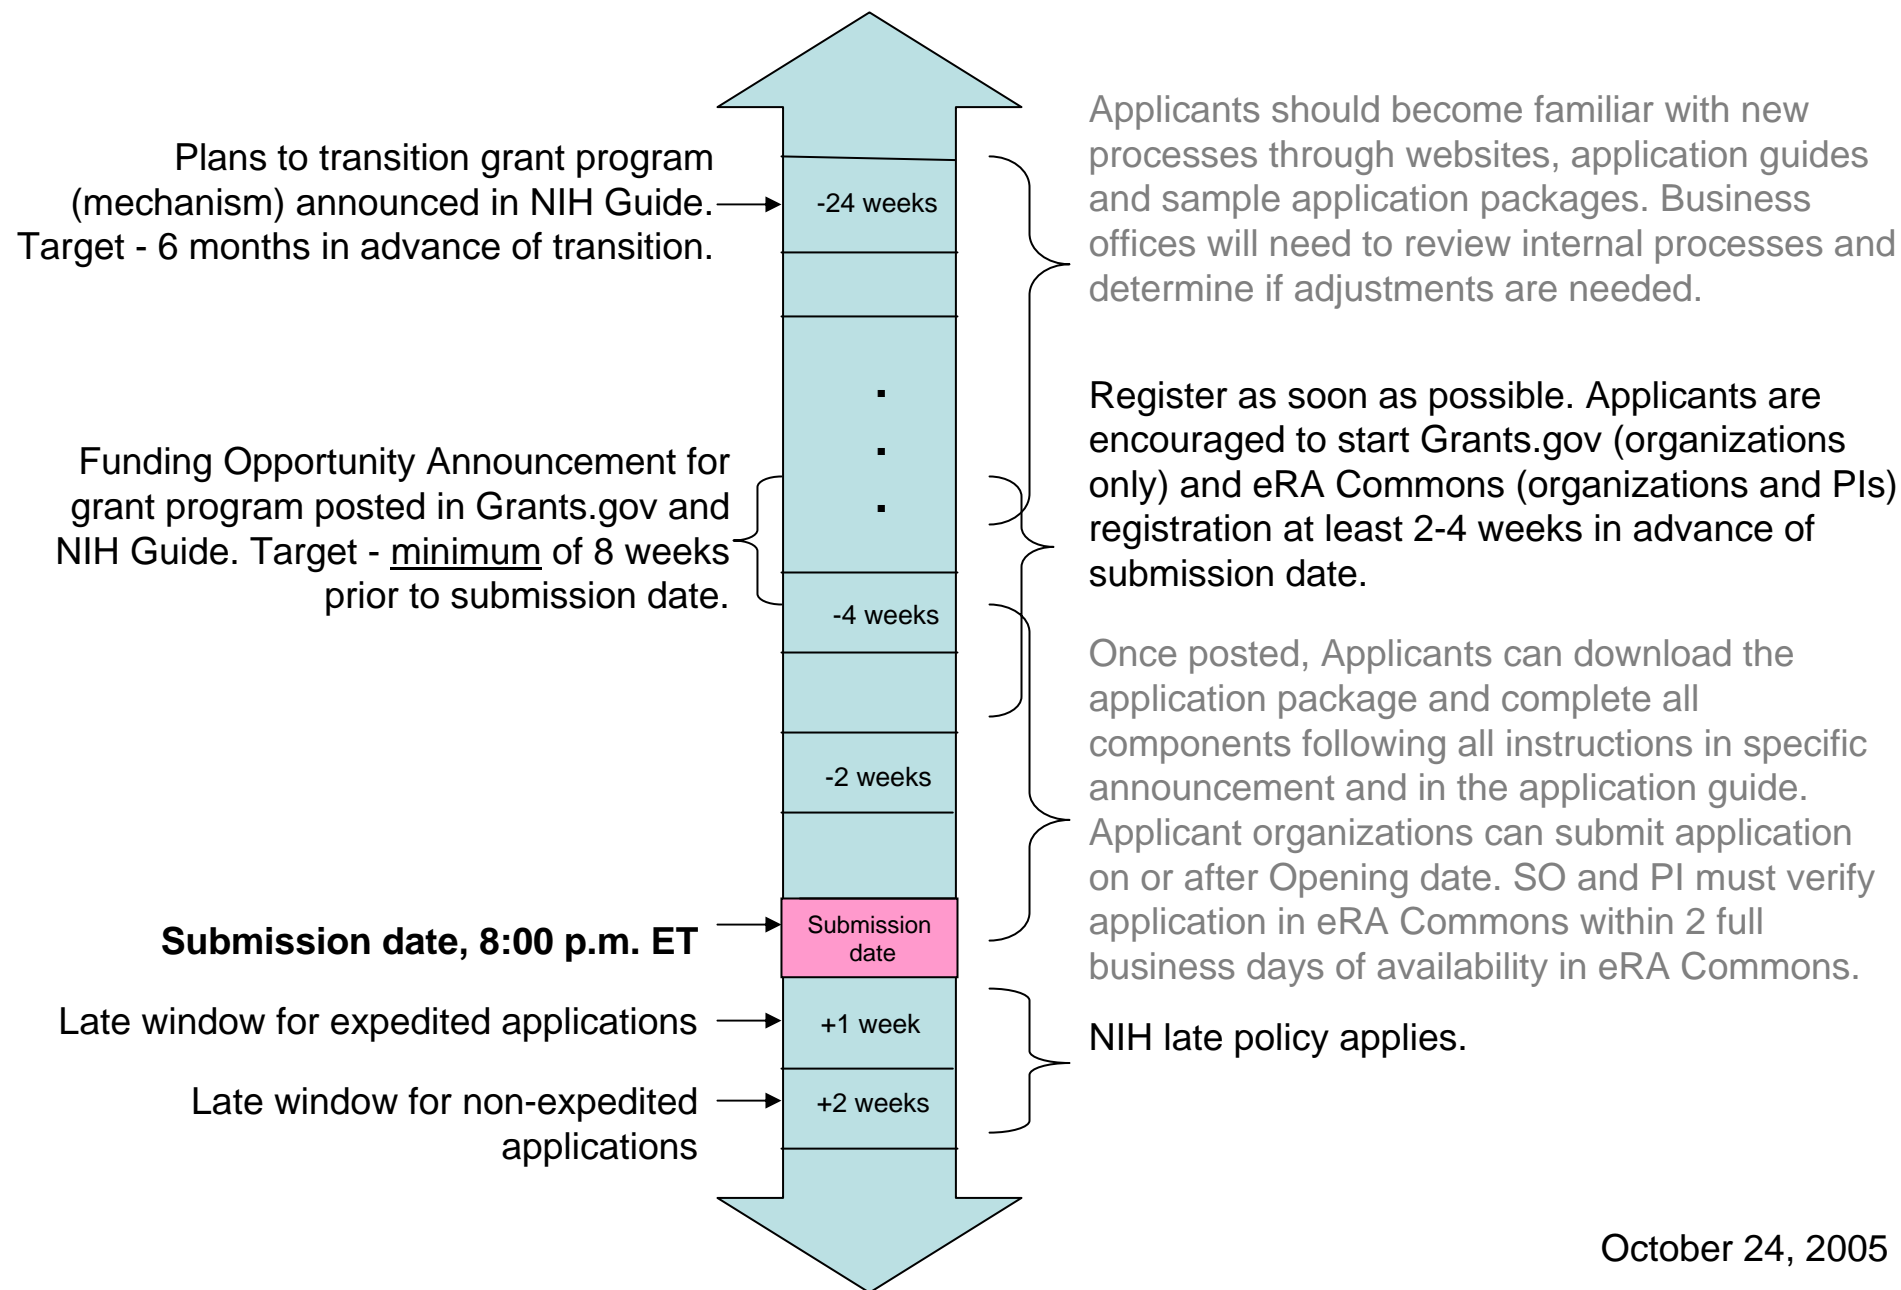 Plans to transition grant program
(mechanism) announced in NIH Guide.
Target - 6 months in advance of transition.
-24 weeks
Applicants should become familiar with new
processes through websites, application guides
and sample application packages. Business
offices will need to review internal processes and
determine if adjustments are needed.
Funding Opportunity Announcement for
grant program posted in Grants.gov and
NIH Guide. Target - minimum of 8 weeks
prior to submission date.
.
.
.
Register as soon as possible. Applicants are
encouraged to start Grants.gov (organizations
only) and eRA Commons (organizations and PIs)
registration at least 2-4 weeks in advance of
submission date.
-4 weeks
-2 weeks
Once posted, Applicants can download the
application package and complete all
components following all instructions in specific
announcement and in the application guide.
Applicant organizations can submit application
on or after Opening date. SO and PI must verify
application in eRA Commons within 2 full
business days of availability in eRA Commons.
Submission date, 8:00 p.m. ET
Submission
date
Late window for expedited applications
+1 week
NIH late policy applies.
Late window for non-expedited
applications
+2 weeks
October 24, 2005